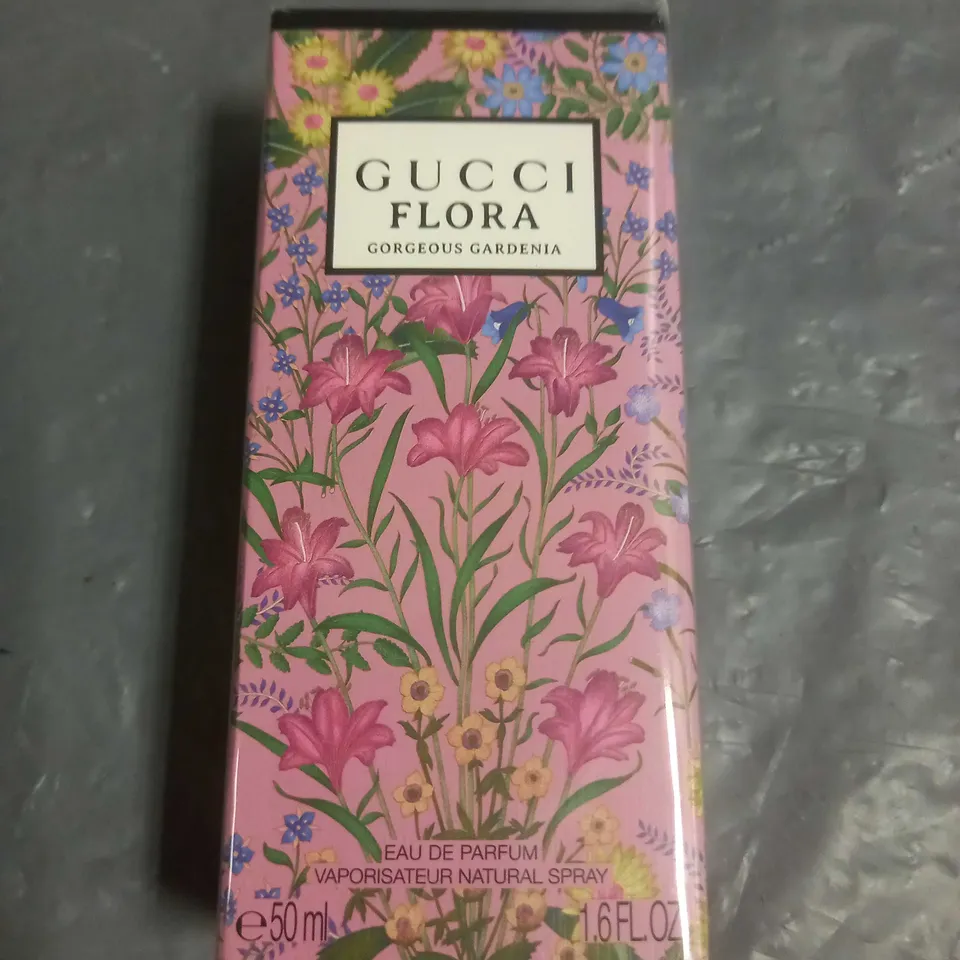 GUCCI
FLORA
GORGEOUS GARDENIA
EAU DE PARFUM
VAPORISATEUR NATURAL SPRAY
℮50 ml 1.6 FL.OZ